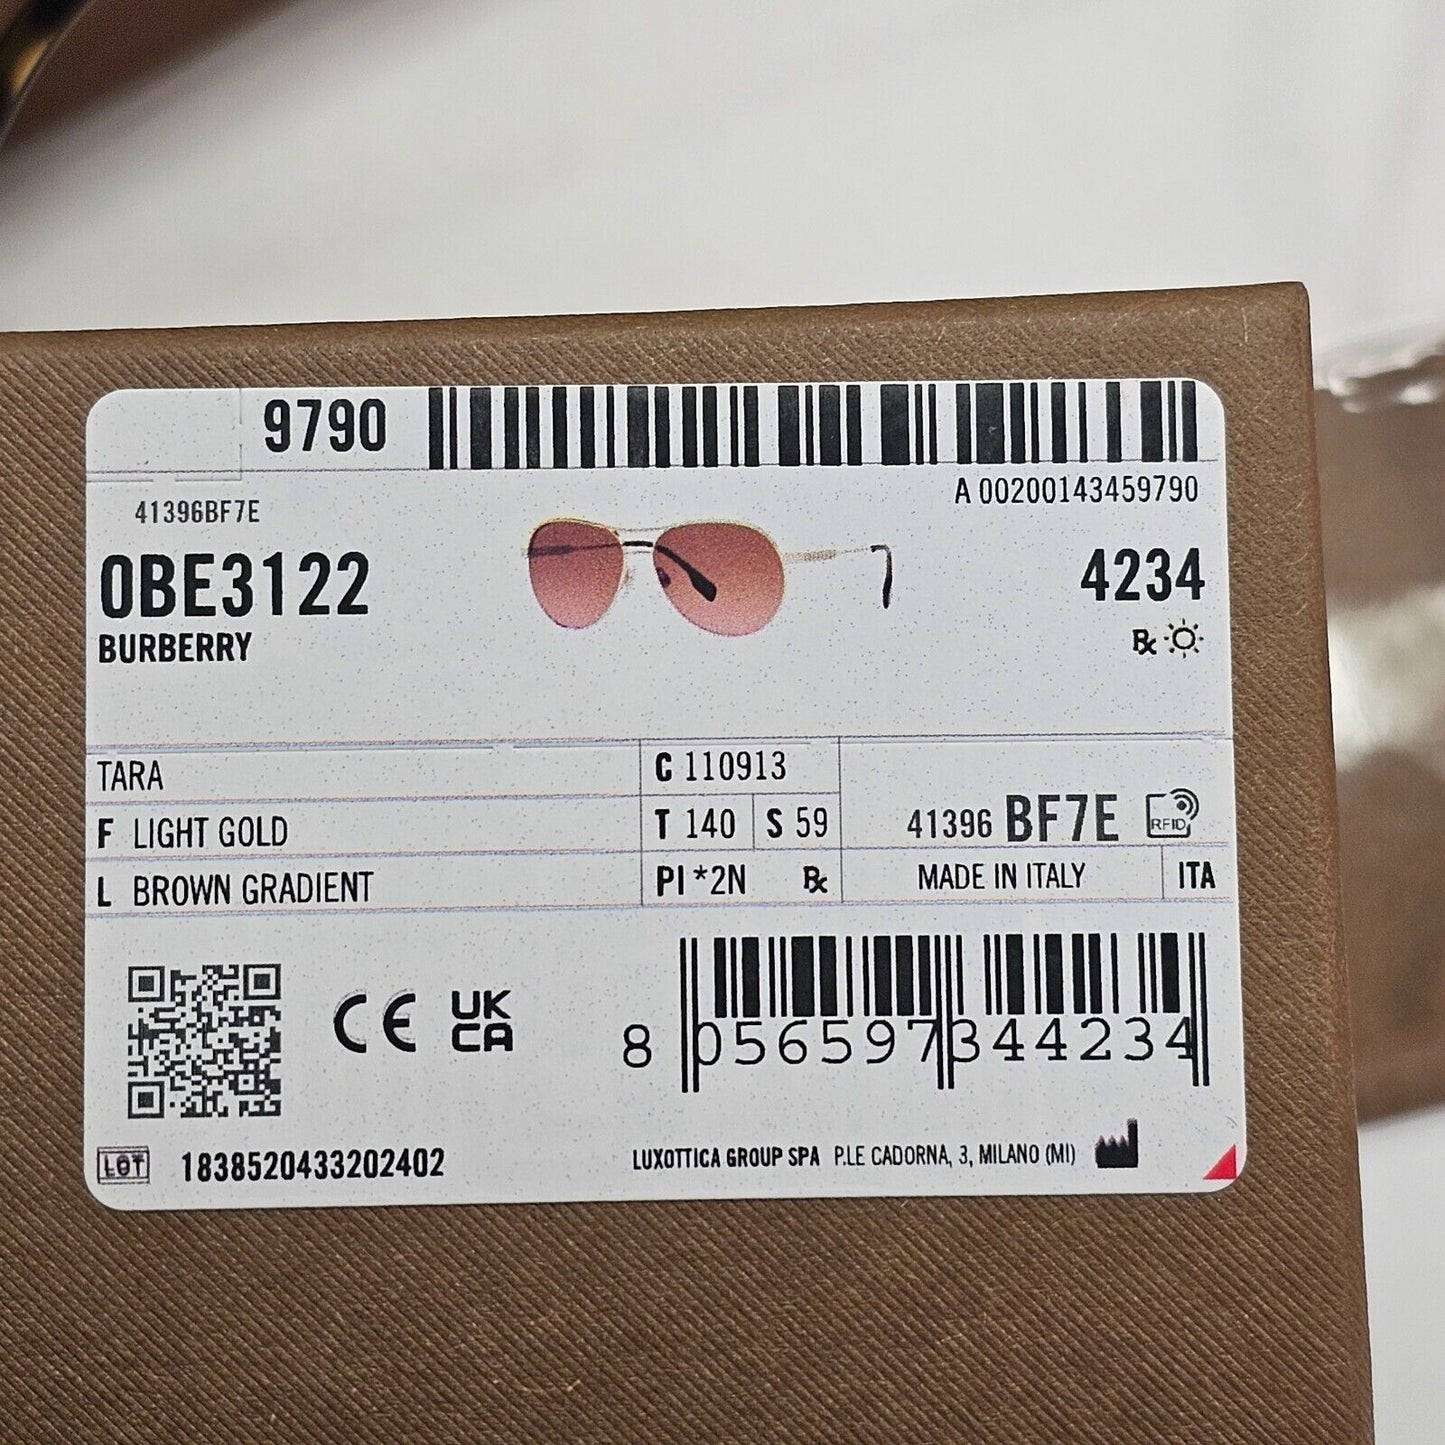 9790
A 00200143459790
41396BF7E
0BE3122
4234
BURBERRY
Rx
TARA
C 110913
F LIGHT GOLD
T 140 S 59
41396 BF7E RFID
L BROWN GRADIENT
PI *2N Rx
MADE IN ITALY ITA
CE UK CA
8 056597 344234
LOT 1838520433202402
LUXOTTICA GROUP SPA P.LE CADORNA, 3, MILANO (MI)